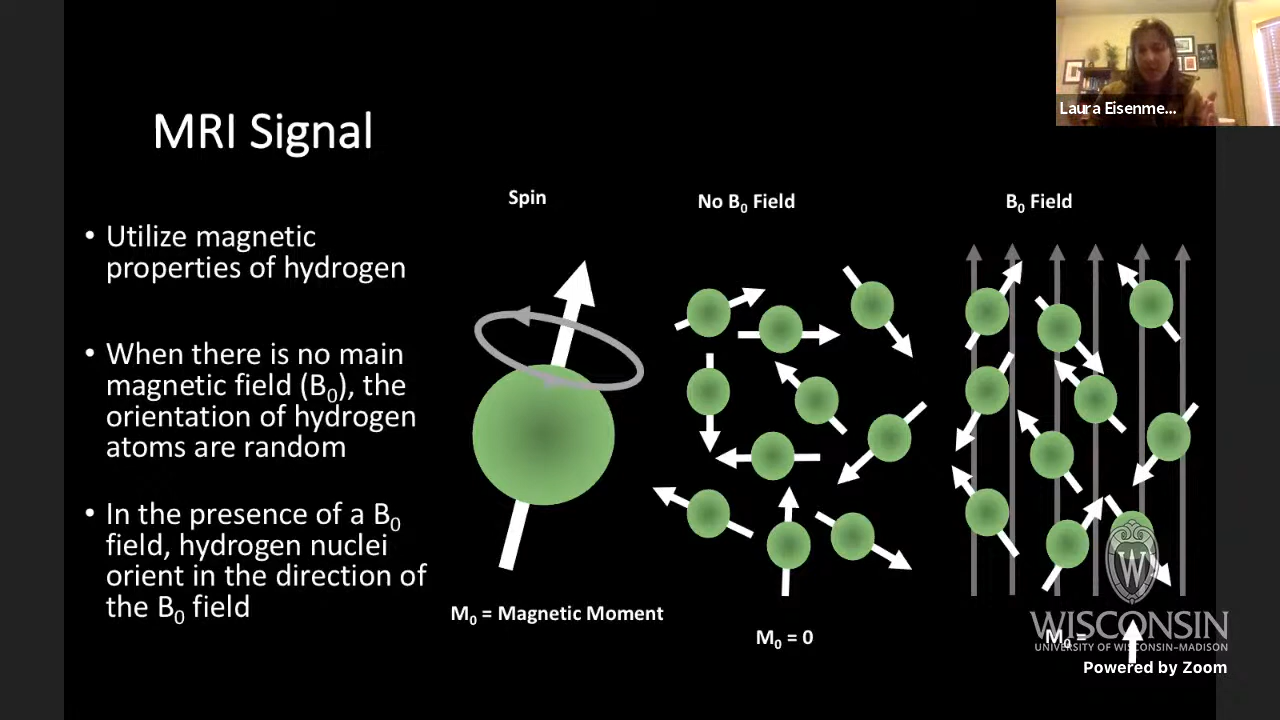 Laura Eisenme...
MRI Signal
• Utilize magnetic
properties of hydrogen
• When there is no main
magnetic field (B₀), the
orientation of hydrogen
atoms are random
• In the presence of a B₀
field, hydrogen nuclei
orient in the direction of
the B₀ field
Spin
M₀ = Magnetic Moment
No B₀ Field
M₀ = 0
B₀ Field
M₀ =
W
WISCONSIN
UNIVERSITY OF WISCONSIN–MADISON
Powered by Zoom